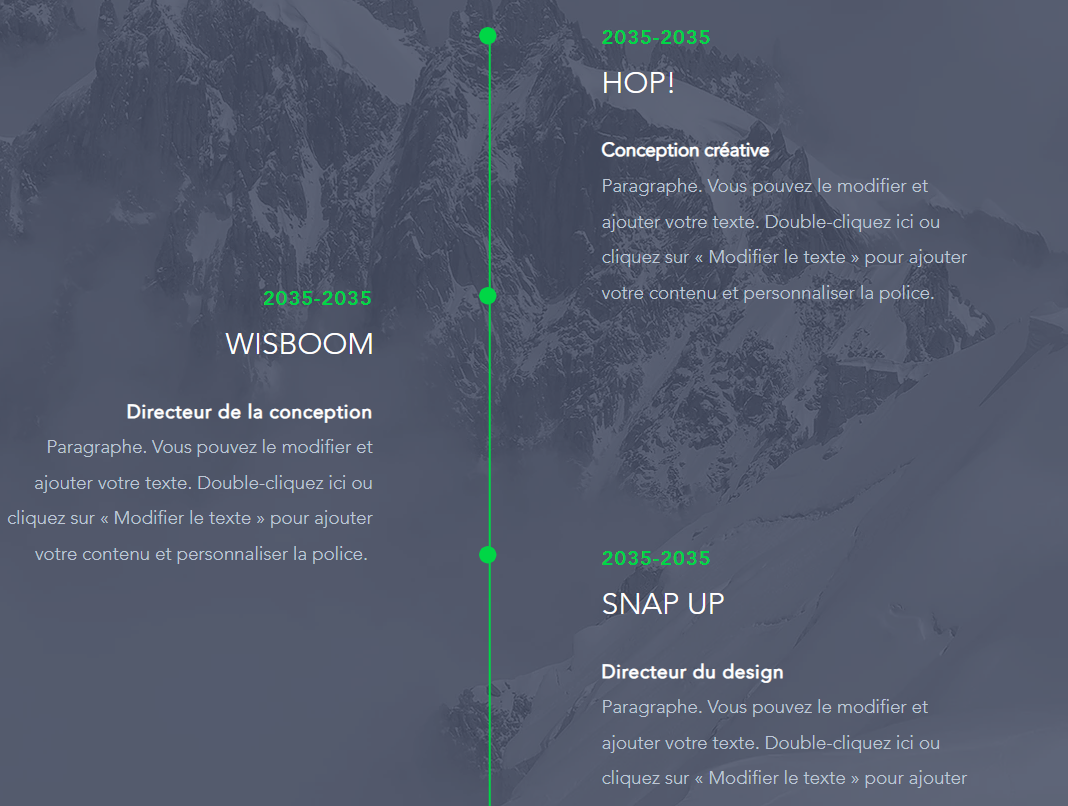 2035-2035
HOP!
Conception créative
Paragraphe. Vous pouvez le modifier et
ajouter votre texte. Double-cliquez ici ou
cliquez sur « Modifier le texte » pour ajouter
votre contenu et personnaliser la police.
2035-2035
WISBOOM
Directeur de la conception
Paragraphe. Vous pouvez le modifier et
ajouter votre texte. Double-cliquez ici ou
cliquez sur « Modifier le texte » pour ajouter
votre contenu et personnaliser la police.
2035-2035
SNAP UP
Directeur du design
Paragraphe. Vous pouvez le modifier et
ajouter votre texte. Double-cliquez ici ou
cliquez sur « Modifier le texte » pour ajouter